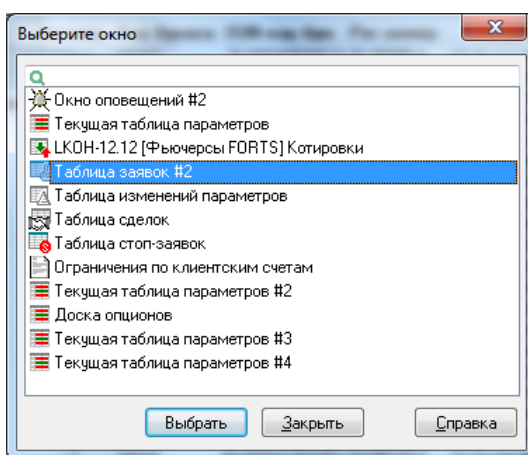 Выберите окно
Окно оповещений #2
Текущая таблица параметров
LKOH-12.12 [Фьючерсы FORTS] Котировки
Таблица заявок #2
Таблица изменений параметров
Таблица сделок
Таблица стоп-заявок
Ограничения по клиентским счетам
Текущая таблица параметров #2
Доска опционов
Текущая таблица параметров #3
Текущая таблица параметров #4
Выбрать Закрыть Справка